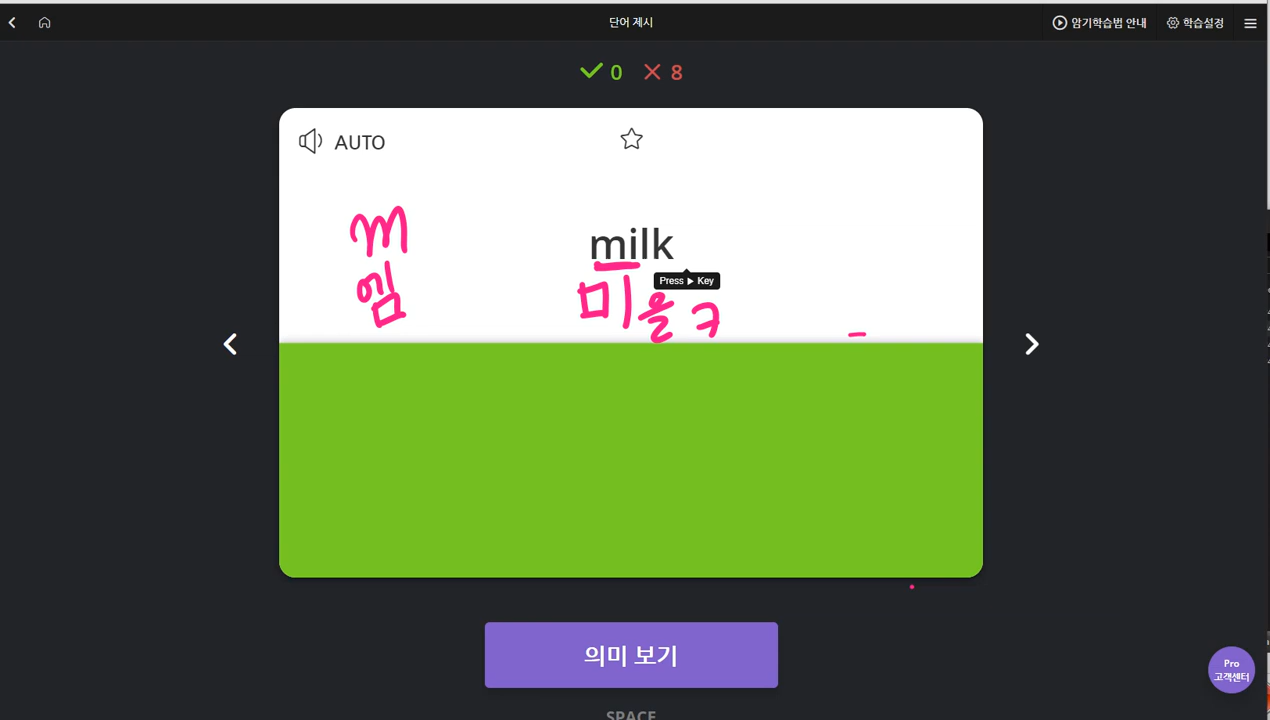 단어 제시
암기학습법 안내
학습설정
0 8
AUTO
m
milk
엠
Press ▶ Key
미을크
의미 보기
Pro
고객센터
SPACE